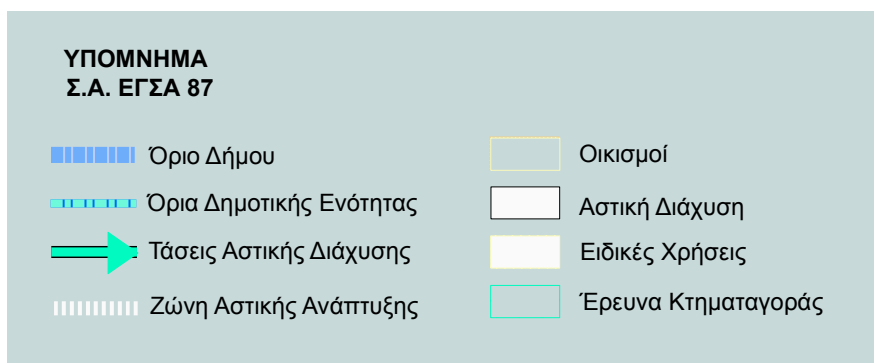 ΥΠΟΜΝΗΜΑ
Σ.Α. ΕΓΣΑ 87
Όριο Δήμου
Όρια Δημοτικής Ενότητας
Τάσεις Αστικής Διάχυσης
Ζώνη Αστικής Ανάπτυξης
Οικισμοί
Αστική Διάχυση
Ειδικές Χρήσεις
Έρευνα Κτηματαγοράς